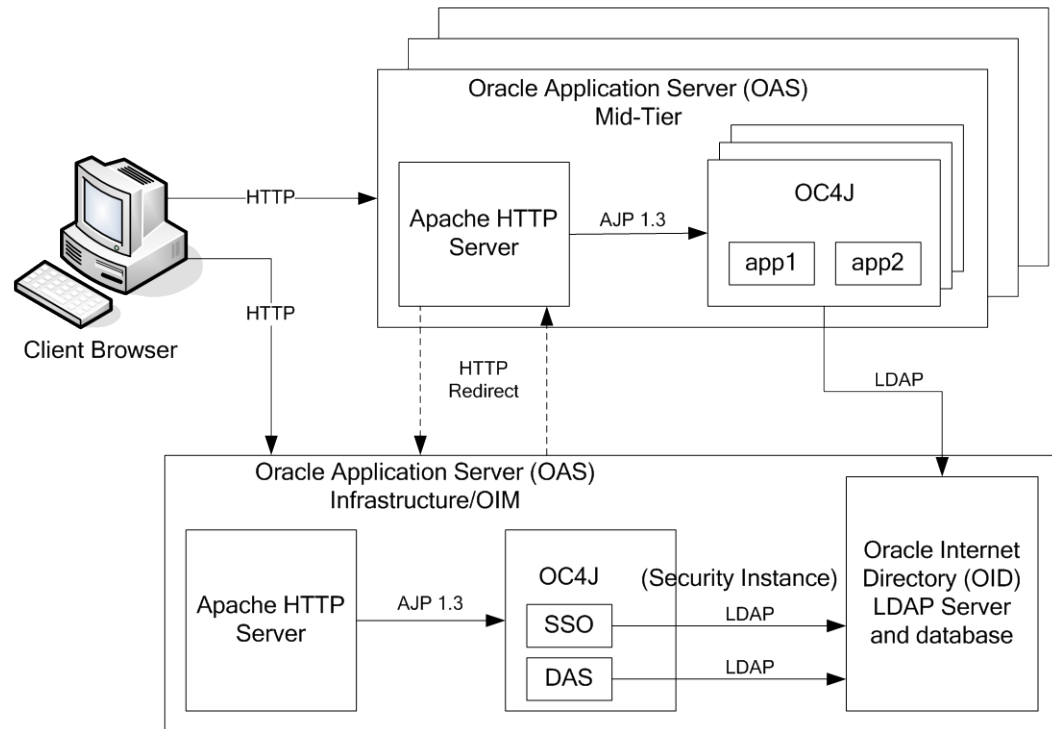 Oracle Application Server (OAS)
Mid-Tier
OC4J
HTTP
Apache HTTP
Server
AJP 1.3
app1
app2
HTTP
Client Browser
HTTP
Redirect
LDAP
Oracle Application Server (OAS)
Infrastructure/OIM
Apache HTTP
Server
AJP 1.3
OC4J
(Security Instance)
SSO
LDAP
DAS
LDAP
Oracle Internet
Directory (OID)
LDAP Server
and database